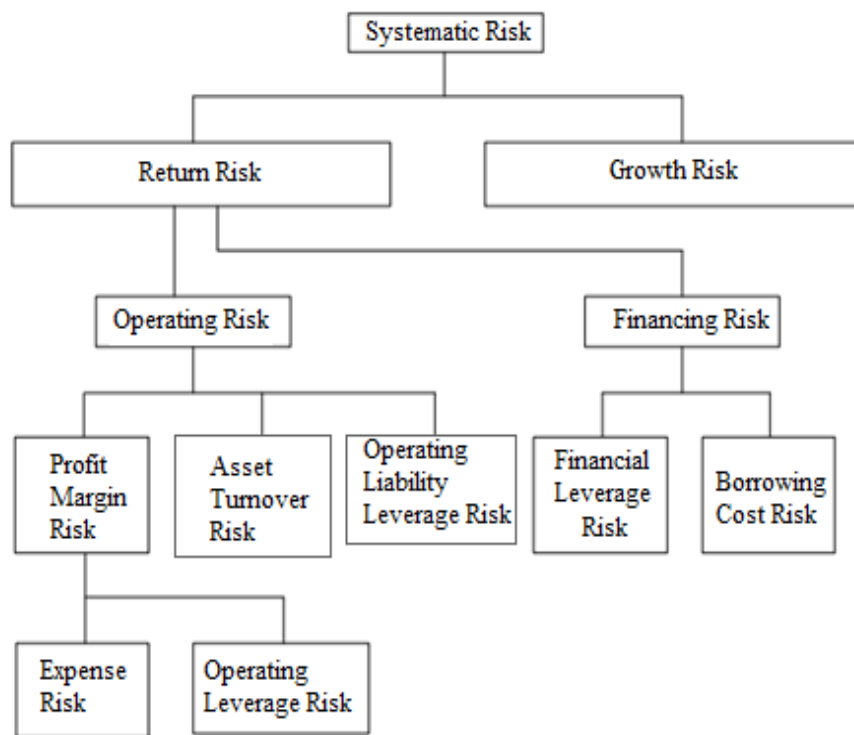 Systematic Risk
Return Risk
Growth Risk
Operating Risk
Financing Risk
Profit
Margin
Risk
Asset
Turnover
Risk
Operating
Liability
Leverage Risk
Financial
Leverage
Risk
Borrowing
Cost Risk
Expense
Risk
Operating
Leverage Risk